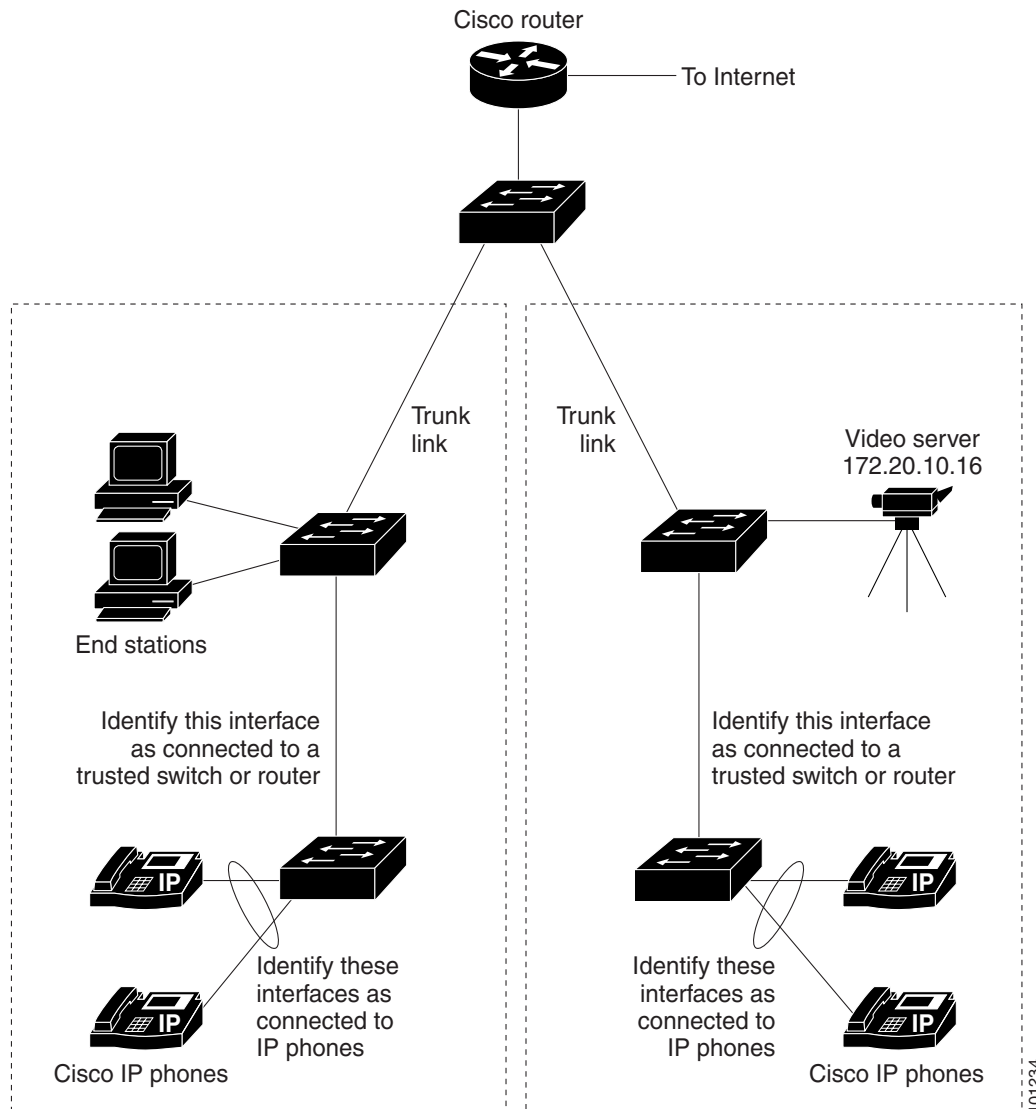 Cisco router
To Internet
Trunk
link
Trunk
link
Video server
172.20.10.16
End stations
Identify this interface
as connected to a
trusted switch or router
Identify this interface
as connected to a
trusted switch or router
IP
IP
IP
IP
Identify these
interfaces as
connected to
IP phones
Identify these
interfaces as
connected to
IP phones
Cisco IP phones
Cisco IP phones
101234